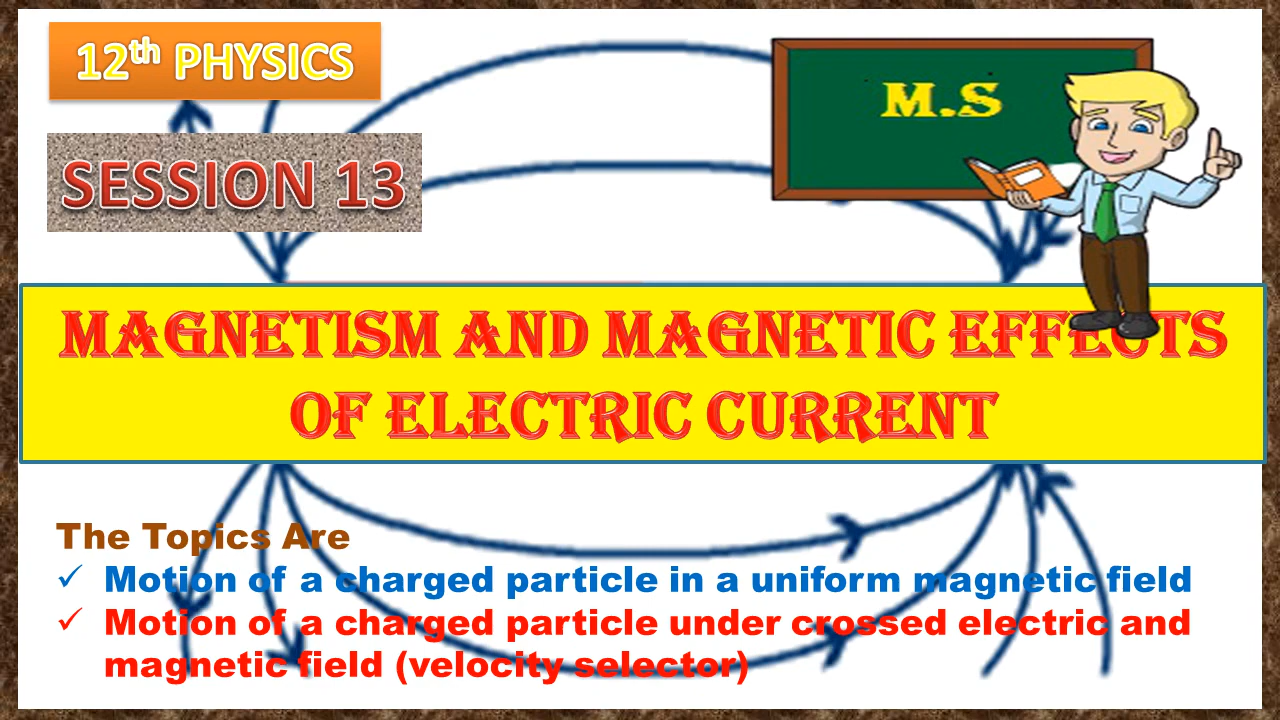 12th PHYSICS
M.S
SESSION 13
MAGNETISM AND MAGNETIC EFFECTS
OF ELECTRIC CURRENT
The Topics Are
✓ Motion of a charged particle in a uniform magnetic field
✓ Motion of a charged particle under crossed electric and
magnetic field (velocity selector)